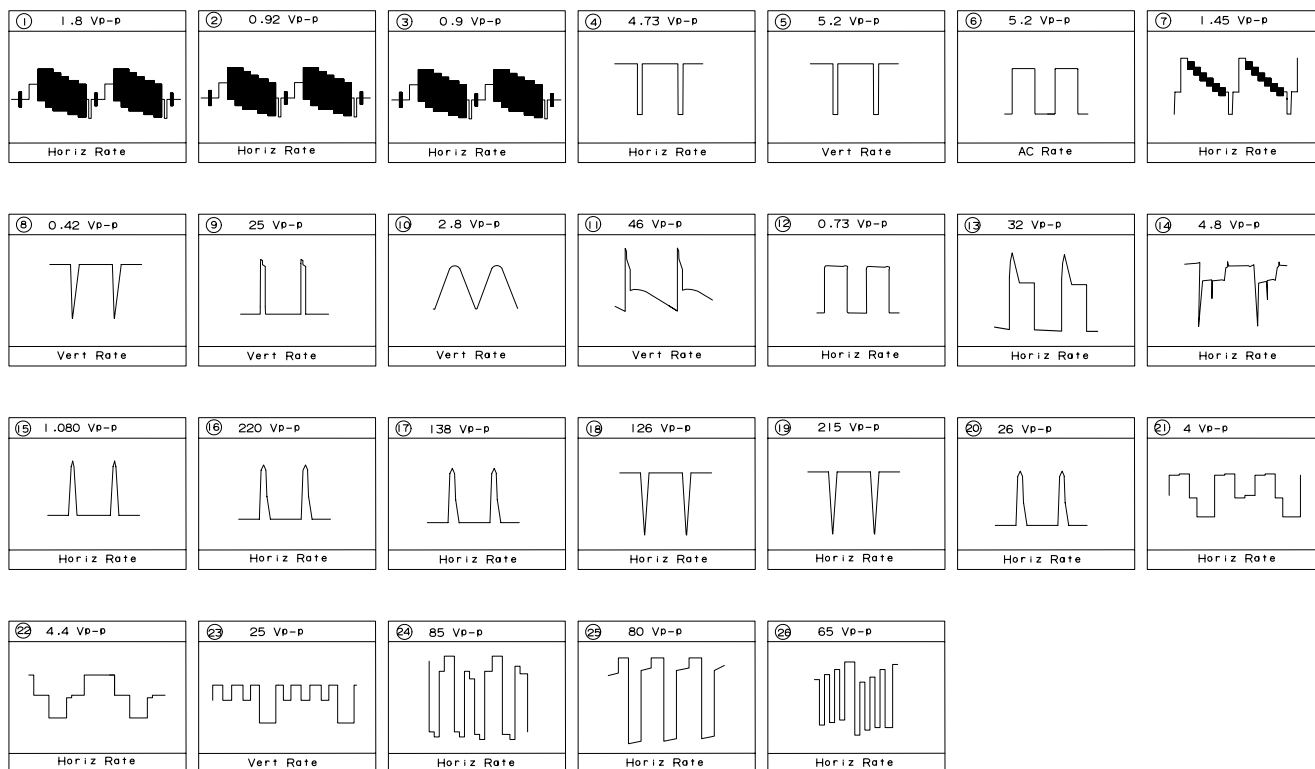 ① 1.8 Vp-p
Horiz Rate
② 0.92 Vp-p
Horiz Rate
③ 0.9 Vp-p
Horiz Rate
④ 4.73 Vp-p
Horiz Rate
⑤ 5.2 Vp-p
Vert Rate
⑥ 5.2 Vp-p
AC Rate
⑦ 1.45 Vp-p
Horiz Rate
⑧ 0.42 Vp-p
Vert Rate
⑨ 25 Vp-p
Vert Rate
⑩ 2.8 Vp-p
Vert Rate
⑪ 46 Vp-p
Vert Rate
⑫ 0.73 Vp-p
Horiz Rate
⑬ 32 Vp-p
Horiz Rate
⑭ 4.8 Vp-p
Horiz Rate
⑮ 1.080 Vp-p
Horiz Rate
⑯ 220 Vp-p
Horiz Rate
⑰ 138 Vp-p
Horiz Rate
⑱ 126 Vp-p
Horiz Rate
⑲ 215 Vp-p
Horiz Rate
⑳ 26 Vp-p
Horiz Rate
㉑ 4 Vp-p
Horiz Rate
㉒ 4.4 Vp-p
Horiz Rate
㉓ 25 Vp-p
Vert Rate
㉔ 85 Vp-p
Horiz Rate
㉕ 80 Vp-p
Horiz Rate
㉖ 65 Vp-p
Horiz Rate